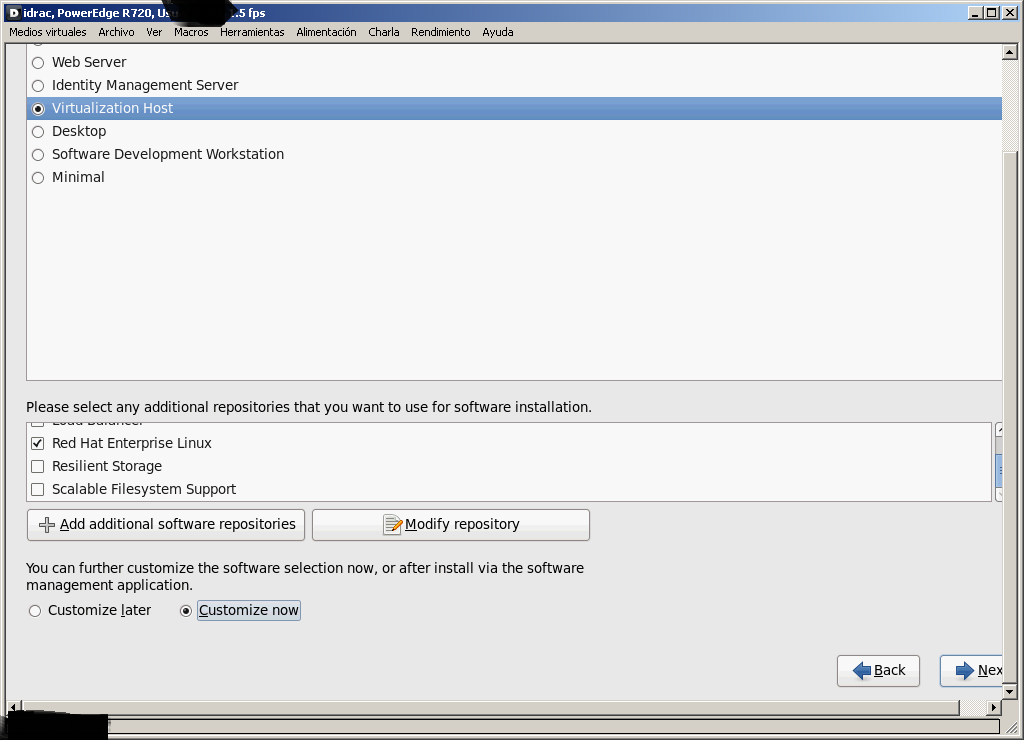 idrac, PowerEdge R720, .5 fps
Medios virtuales Archivo Ver Macros Herramientas Alimentación Charla Rendimiento Ayuda
Web Server
Identity Management Server
Virtualization Host
Desktop
Software Development Workstation
Minimal
Please select any additional repositories that you want to use for software installation.
Load Balancer
Red Hat Enterprise Linux
Resilient Storage
Scalable Filesystem Support
Add additional software repositories Modify repository
You can further customize the software selection now, or after install via the software
management application.
Customize later Customize now
Back Nex